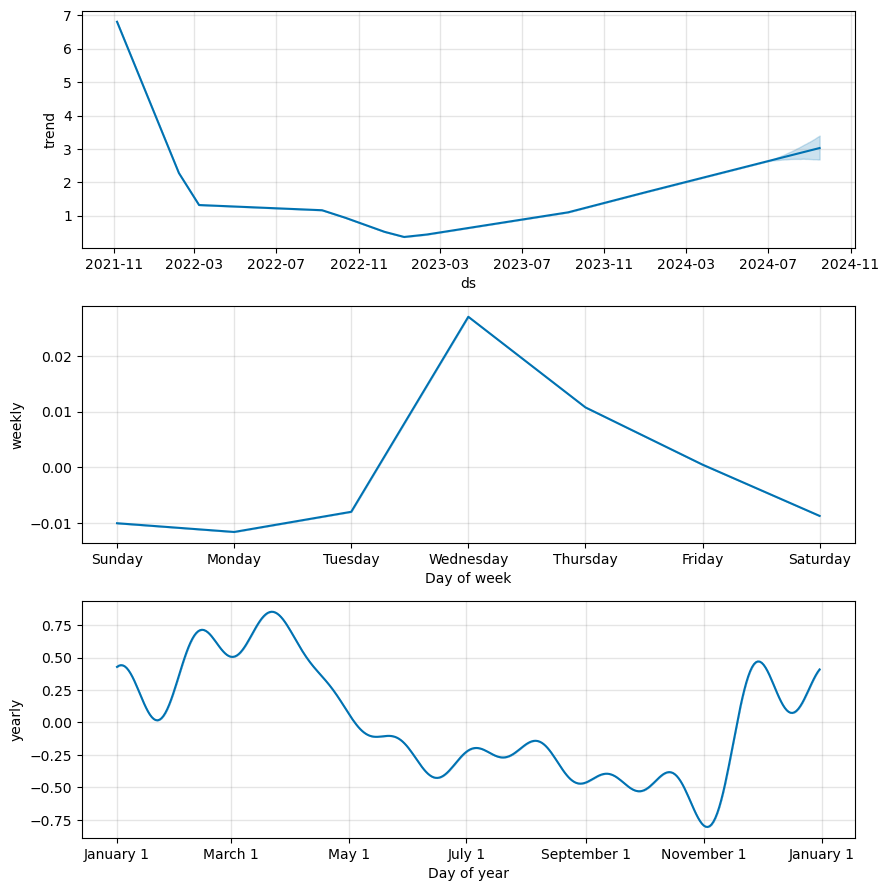 7
6
5
4
3
2
1
trend
2021-11 2022-03 2022-07 2022-11 2023-03 2023-07 2023-11 2024-03 2024-07 2024-11
ds
0.02
0.01
0.00
−0.01
weekly
Sunday Monday Tuesday Wednesday Thursday Friday Saturday
Day of week
0.75
0.50
0.25
0.00
−0.25
−0.50
−0.75
yearly
January 1 March 1 May 1 July 1 September 1 November 1 January 1
Day of year